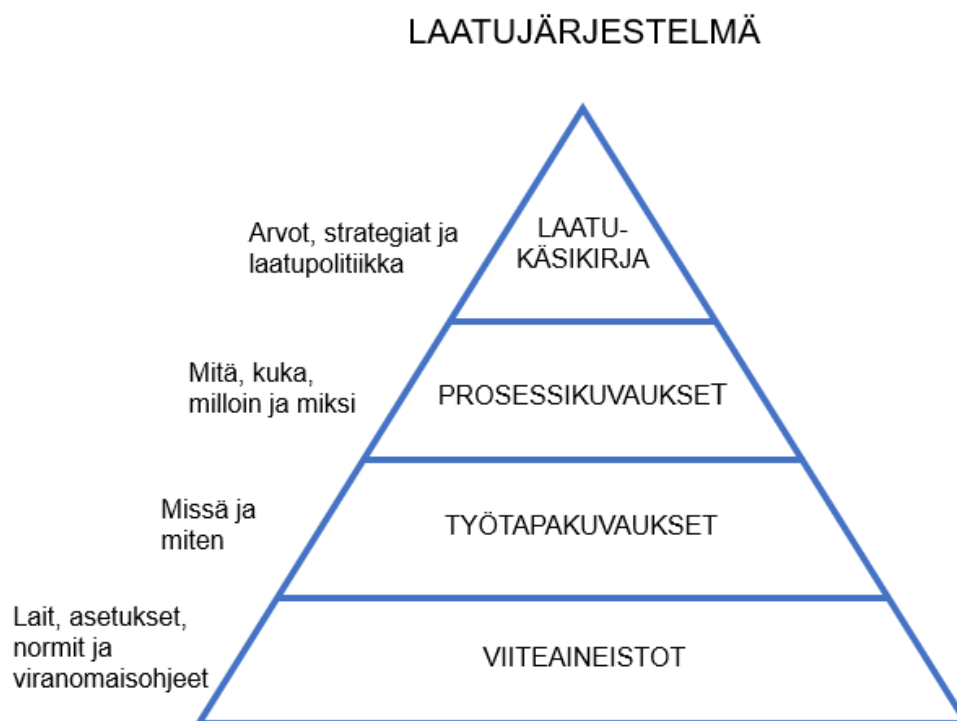 LAATUJÄRJESTELMÄ
Arvot, strategiat ja
laatupolitiikka
LAATU-
KÄSIKIRJA
Mitä, kuka,
milloin ja miksi
PROSESSIKUVAUKSET
Missä ja
miten
TYÖTAPAKUVAUKSET
Lait, asetukset,
normit ja
viranomaisohjeet
VIITEAINEISTOT